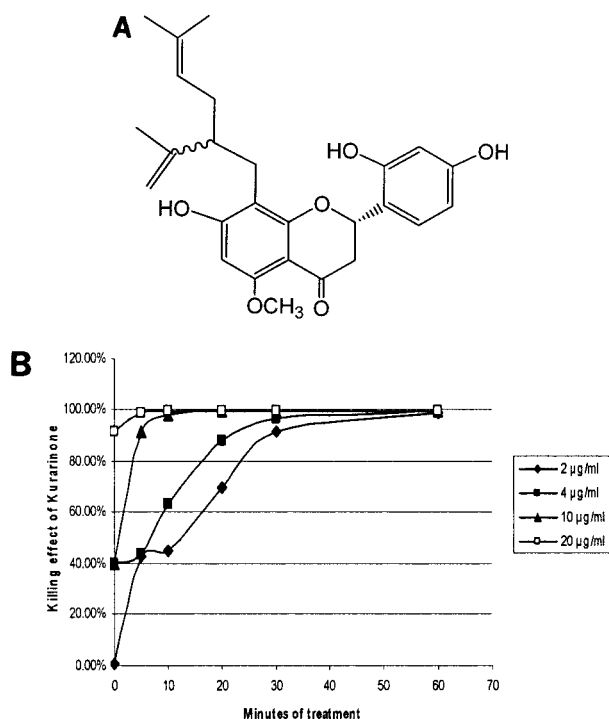 A
HO
OH
HO
O
OCH3
O
B
120.00%
100.00%
80.00%
60.00%
40.00%
20.00%
0.00%
Killing effect of Kurarinone
0
10
20
30
40
50
60
70
Minutes of treatment
2 µg/ml
4 µg/ml
10 µg/ml
20 µg/ml